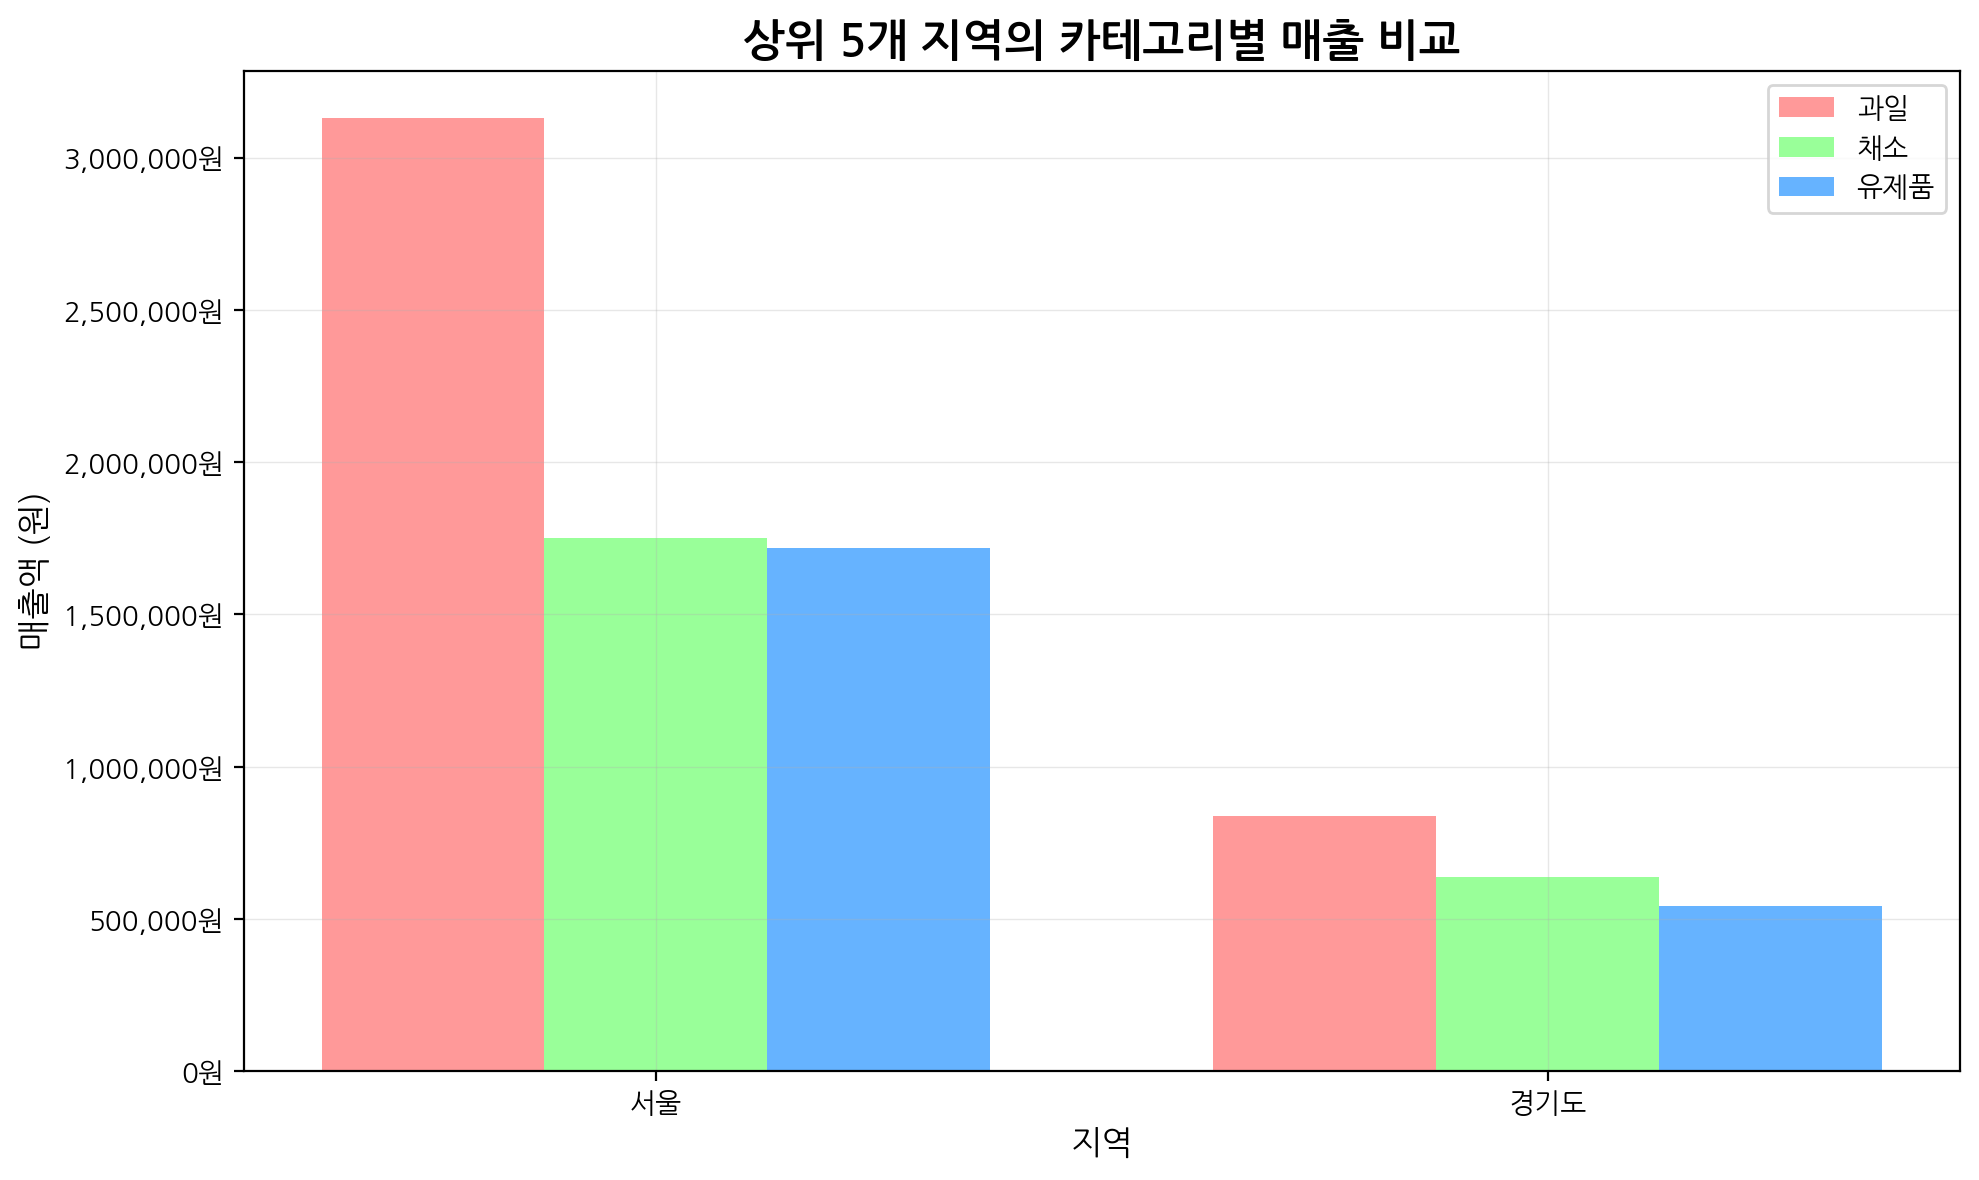 상위 5개 지역의 카테고리별 매출 비교
과일
채소
유제품
3,000,000원
2,500,000원
2,000,000원
1,500,000원
1,000,000원
500,000원
0원
매출액 (원)
서울
경기도
지역